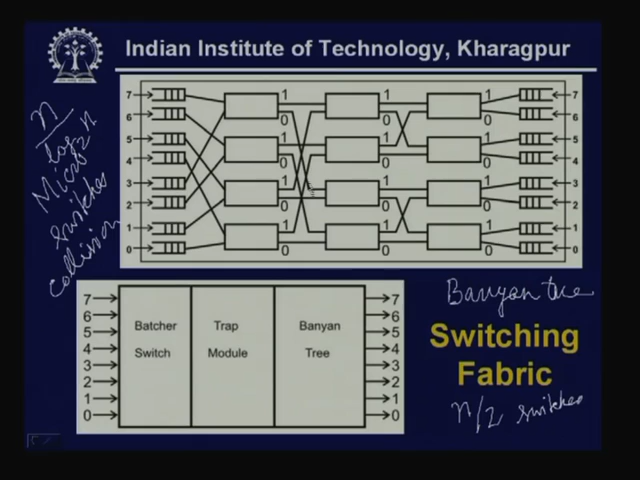 Indian Institute of Technology, Kharagpur
7 1 1 1 7
6 0 0 0 6
5 1 1 1 5
4 0 0 0 4
3 1 1 1 3
2 0 0 0 2
1 1 1 1 1
0 0 0 0 0
n
log2n
Micro
switches
collision
7 7
6 6
5 Batcher Trap Banyan 5
4 4
3 Switch Module Tree 3
2 2
1 1
0 0
Banyan tree
Switching
Fabric
n/2 switches